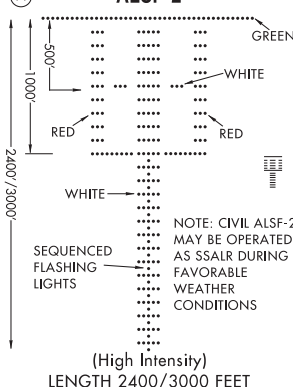 ALSF-2
GREEN
500'
1000'
WHITE
RED
RED
2400'/3000'
WHITE
SEQUENCED
FLASHING
LIGHTS
NOTE: CIVIL ALSF-2
MAY BE OPERATED
AS SSALR DURING
FAVORABLE
WEATHER
CONDITIONS
(High Intensity)
LENGTH 2400/3000 FEET